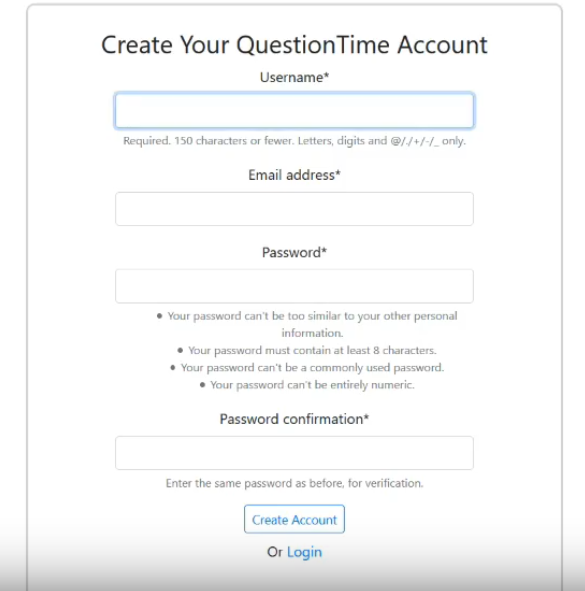 Create Your QuestionTime Account
Username*
Required. 150 characters or fewer. Letters, digits and @/./+/-/_ only.
Email address*
Password*
• Your password can't be too similar to your other personal
information.
• Your password must contain at least 8 characters.
• Your password can't be a commonly used password.
• Your password can't be entirely numeric.
Password confirmation*
Enter the same password as before, for verification.
Create Account
Or Login